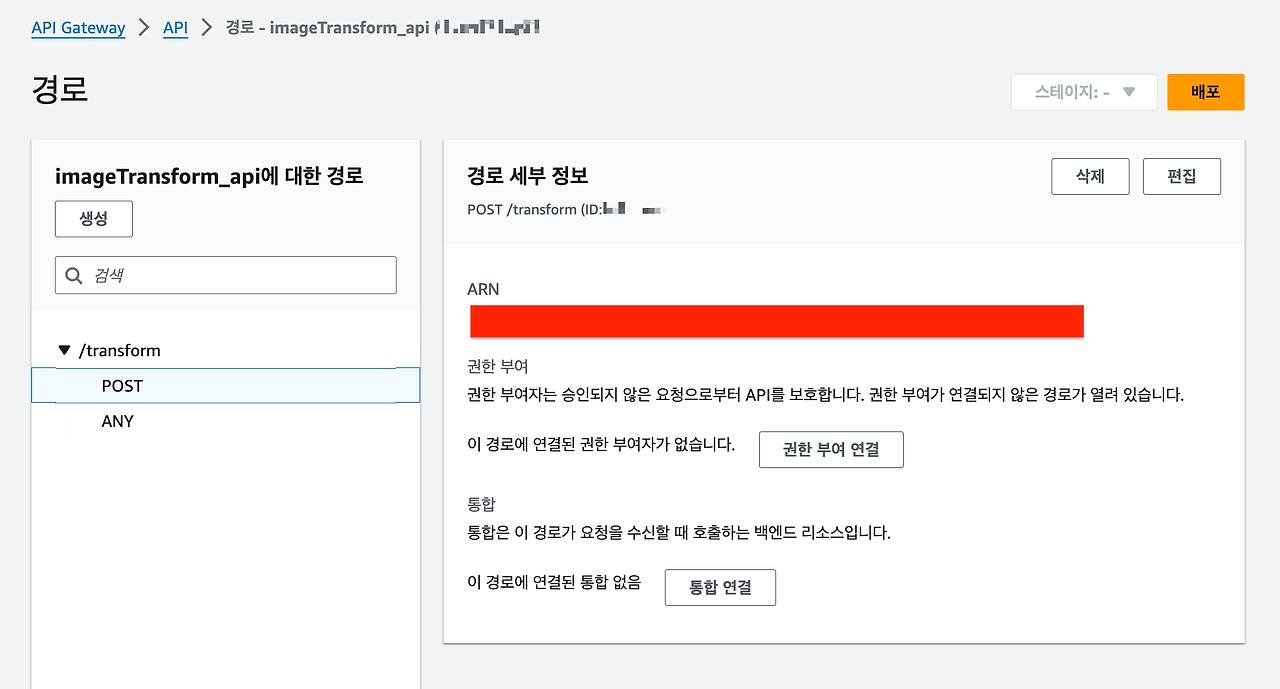 API Gateway > API > 경로 - imageTransform_api
경로
스테이지: - ▼
배포
imageTransform_api에 대한 경로
생성
검색
▼ /transform
POST
ANY
경로 세부 정보
삭제
편집
POST /transform (ID:
ARN
권한 부여
권한 부여자는 승인되지 않은 요청으로부터 API를 보호합니다. 권한 부여가 연결되지 않은 경로가 열려 있습니다.
이 경로에 연결된 권한 부여자가 없습니다.
권한 부여 연결
통합
통합은 이 경로가 요청을 수신할 때 호출하는 백엔드 리소스입니다.
이 경로에 연결된 통합 없음
통합 연결